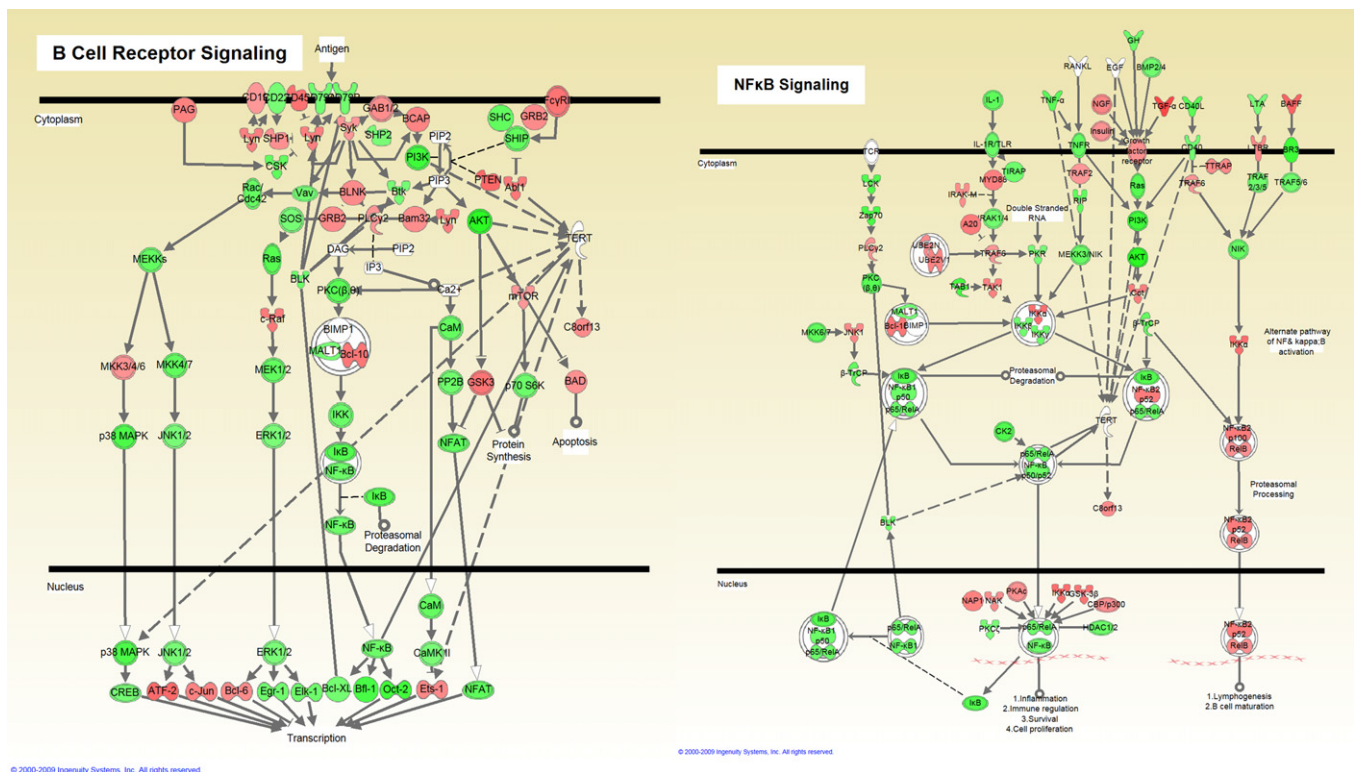 B Cell Receptor Signaling
Antigen
Cytoplasm
PAG
CD22
GAB1/2
BCAP
GRB2
SHC
SHIP
Lyn
SHP1
Lyn
Syk
SHP2
PIP2
PI3K
CSK
PTEN
Abl1
PIP3
Rac/
Cdc42
Vav
BLNK
Btk
SOS
GRB2
PLCγ2
Bam32
Lyn
AKT
TERT
DAG
PIP2
MEKKs
Ras
BLK
IP3
PKC(β,θ)
Ca2+
mTOR
c-Raf
CaM
C8orf13
BIMP1
MALT1
Bcl-10
MKK3/4/6
MKK4/7
MEK1/2
PP2B
GSK3
p70 S6K
BAD
IKK
p38 MAPK
JNK1/2
ERK1/2
NFAT
Protein
Synthesis
Apoptosis
IκB
NF-κB
IκB
NF-κB
Proteasomal
Degradation
Nucleus
CaM
p38 MAPK
JNK1/2
ERK1/2
NF-κB
CaMKII
CREB
ATF-2
c-Jun
Bcl-6
Egr-1
Elk-1
Bcl-XL
Bfl-1
Oct-2
Ets-1
NFAT
Transcription
© 2000-2009 Ingenuity Systems, Inc. All rights reserved.
NFκB Signaling
GH
RANKL
EGF
BMP2/4
IL-1
TNF-α
NGF
TGF-α
CD40L
LTA
BAFF
Insulin
TCR
IL-1R/TLR
TNFR
Growth
factor
receptor
CD40
LTBR
BR3
Cytoplasm
TIRAP
MYD88
TRAF2
TTRAP
TRAF6
TRAF
2/3/5
TRAF5/6
LCK
IRAK-M
RIP
Ras
Zap70
A20
IRAK1/4
Double Stranded
RNA
PI3K
PLCγ2
UBE2N
UBE2V1
TRAF6
PKR
MEKK3/NIK
AKT
NIK
PKC
(β,θ)
TAB1
TAK1
Cot
MALT1
Bcl-10
BIMP1
IKKα
IKKβ
IKKγ
β-TrCP
MKK6/7
JNK1
IKKα
Alternate pathway
of NF& kappa;B
activation
β-TrCP
IκB
NF-κB1
p50
p65/RelA
Proteasomal
Degradation
IκB
NF-κB2
p52
p65/RelA
TERT
CK2
p65/RelA
NF-κB
p50/p52
NF-κB2
p100
RelB
Proteasomal
Processing
C8orf13
BLK
NF-κB2
p52
RelB
Nucleus
NAP1
NAK
PKAc
IKKα
GSK-3β
CBP/p300
IκB
NF-κB1
p50
p65/RelA
p65/RelA
NF-κB1
PKCζ
p65/RelA
NF-κB
HDAC1/2
NF-κB2
p52
RelB
IκB
1.Inflammation
2.Immune regulation
3.Survival
4.Cell proliferation
1.Lymphogenesis
2.B cell maturation
© 2000-2009 Ingenuity Systems, Inc. All rights reserved.